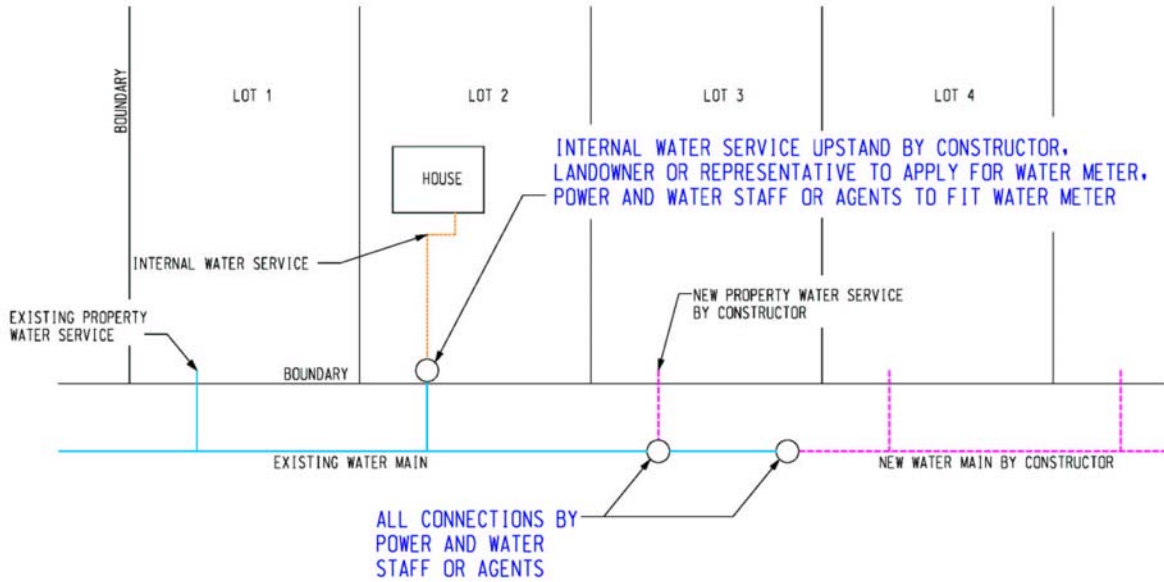 BOUNDARY
LOT 1
LOT 2
LOT 3
LOT 4
INTERNAL WATER SERVICE UPSTAND BY CONSTRUCTOR,
LANDOWNER OR REPRESENTATIVE TO APPLY FOR WATER METER,
POWER AND WATER STAFF OR AGENTS TO FIT WATER METER
HOUSE
INTERNAL WATER SERVICE
NEW PROPERTY WATER SERVICE
BY CONSTRUCTOR
EXISTING PROPERTY
WATER SERVICE
BOUNDARY
EXISTING WATER MAIN
NEW WATER MAIN BY CONSTRUCTOR
ALL CONNECTIONS BY
POWER AND WATER
STAFF OR AGENTS